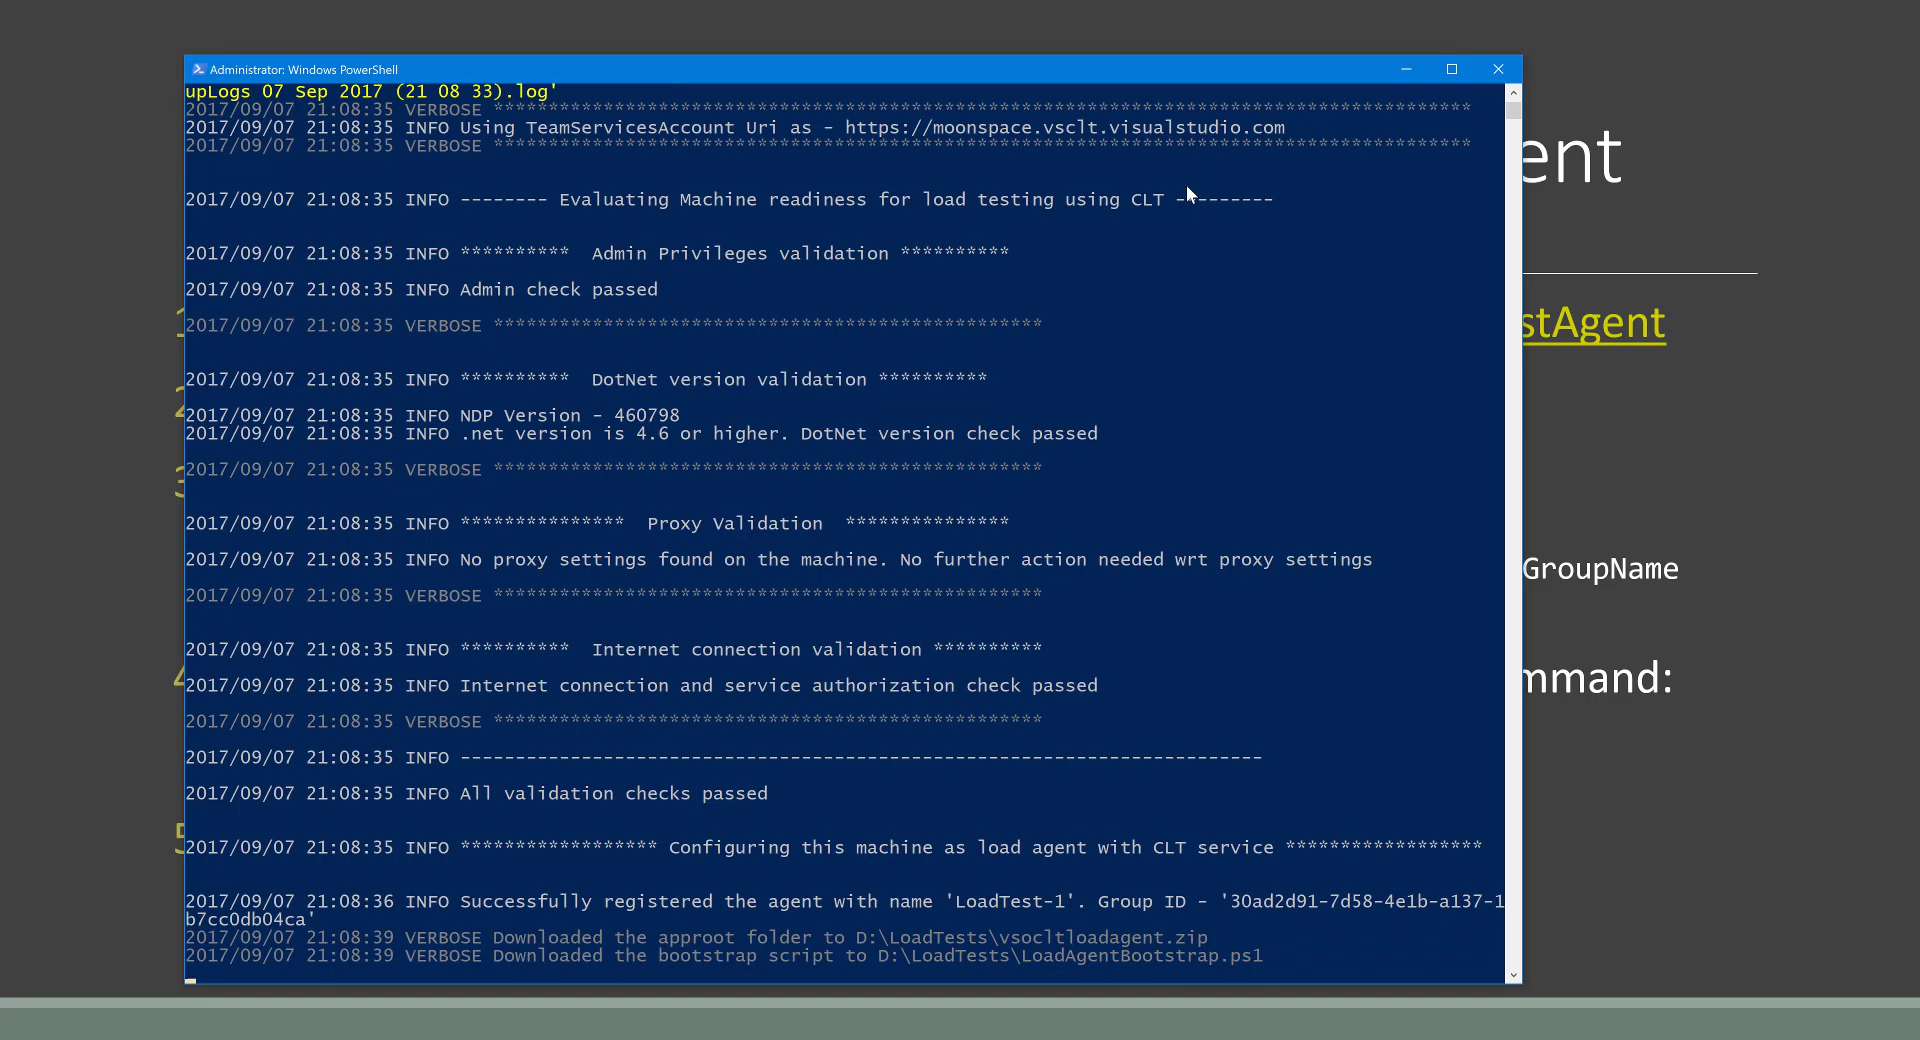 Administrator: Windows PowerShell
upLogs 07 Sep 2017 (21 08 33).log'
2017/09/07 21:08:35 VERBOSE *****************************************************************************************
2017/09/07 21:08:35 INFO Using TeamServicesAccount Uri as - https://moonspace.vsclt.visualstudio.com
2017/09/07 21:08:35 VERBOSE *****************************************************************************************
2017/09/07 21:08:35 INFO -------- Evaluating Machine readiness for load testing using CLT ---------
2017/09/07 21:08:35 INFO ********** Admin Privileges validation **********
2017/09/07 21:08:35 INFO Admin check passed
2017/09/07 21:08:35 VERBOSE **************************************************
2017/09/07 21:08:35 INFO ********** DotNet version validation **********
2017/09/07 21:08:35 INFO NDP Version - 460798
2017/09/07 21:08:35 INFO .net version is 4.6 or higher. DotNet version check passed
2017/09/07 21:08:35 VERBOSE **************************************************
2017/09/07 21:08:35 INFO *************** Proxy Validation ***************
2017/09/07 21:08:35 INFO No proxy settings found on the machine. No further action needed wrt proxy settings
2017/09/07 21:08:35 VERBOSE **************************************************
2017/09/07 21:08:35 INFO ********** Internet connection validation **********
2017/09/07 21:08:35 INFO Internet connection and service authorization check passed
2017/09/07 21:08:35 VERBOSE **************************************************
2017/09/07 21:08:35 INFO -------------------------------------------------------------------------
2017/09/07 21:08:35 INFO All validation checks passed
2017/09/07 21:08:35 INFO ****************** Configuring this machine as load agent with CLT service ******************
2017/09/07 21:08:36 INFO Successfully registered the agent with name 'LoadTest-1'. Group ID - '30ad2d91-7d58-4e1b-a137-1
b7cc0db04ca'
2017/09/07 21:08:39 VERBOSE Downloaded the approot folder to D:\LoadTests\vsocltloadagent.zip
2017/09/07 21:08:39 VERBOSE Downloaded the bootstrap script to D:\LoadTests\LoadAgentBootstrap.ps1
ent
1
stAgent
2
3
GroupName
4
mmand:
5